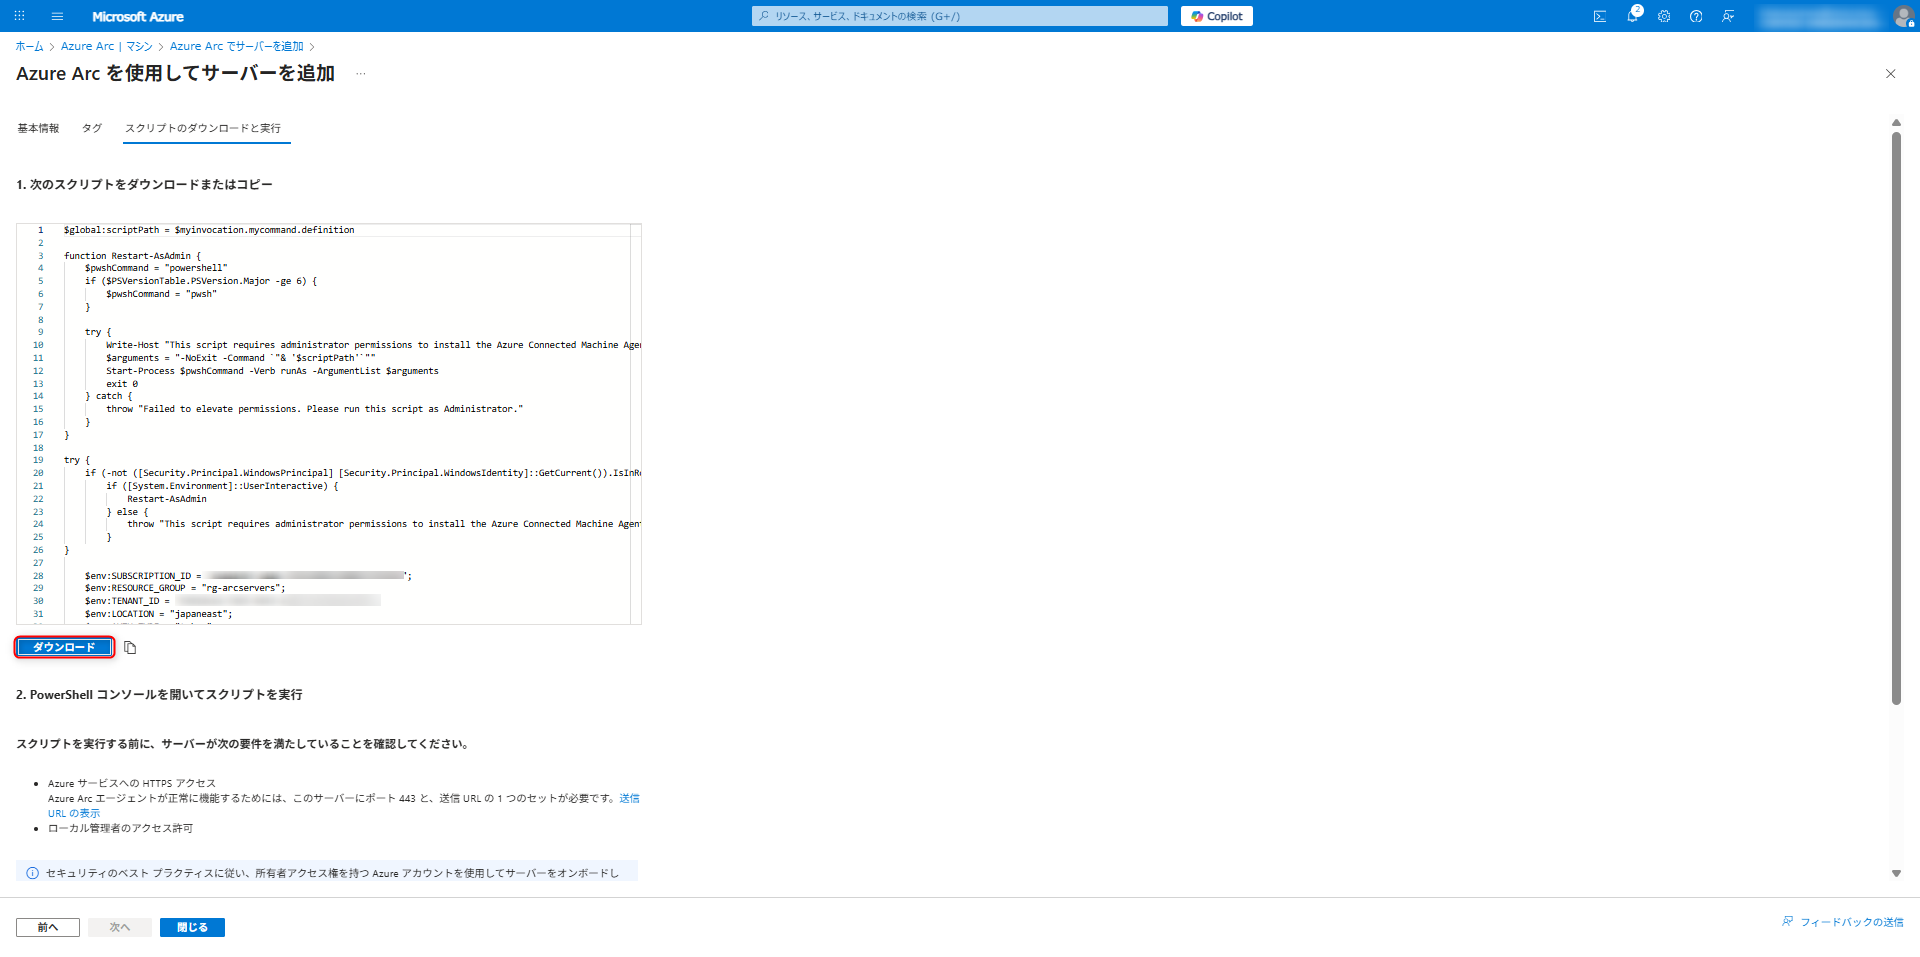 Microsoft Azure
リソース、サービス、ドキュメントの検索 (G+/)
Copilot
2
ホーム > Azure Arc | マシン > Azure Arc でサーバーを追加 >
Azure Arc を使用してサーバーを追加 ...
基本情報 タグ スクリプトのダウンロードと実行
1. 次のスクリプトをダウンロードまたはコピー
1 $global:scriptPath = $myinvocation.mycommand.definition
2
3 function Restart-AsAdmin {
4 $pwshCommand = "powershell"
5 if ($PSVersionTable.PSVersion.Major -ge 6) {
6 $pwshCommand = "pwsh"
7 }
8
9 try {
10 Write-Host "This script requires administrator permissions to install the Azure Connected Machine Age
11 $arguments = "-NoExit -Command `"& '$scriptPath'`""
12 Start-Process $pwshCommand -Verb runAs -ArgumentList $arguments
13 exit 0
14 } catch {
15 throw "Failed to elevate permissions. Please run this script as Administrator."
16 }
17 }
18
19 try {
20 if (-not ([Security.Principal.WindowsPrincipal] [Security.Principal.WindowsIdentity]::GetCurrent()).IsInR
21 if ([System.Environment]::UserInteractive) {
22 Restart-AsAdmin
23 } else {
24 throw "This script requires administrator permissions to install the Azure Connected Machine Agen
25 }
26 }
27
28 $env:SUBSCRIPTION_ID = ";
29 $env:RESOURCE_GROUP = "rg-arcservers";
30 $env:TENANT_ID =
31 $env:LOCATION = "japaneast";
ダウンロード
2. PowerShell コンソールを開いてスクリプトを実行
スクリプトを実行する前に、サーバーが次の要件を満たしていることを確認してください。
• Azure サービスへの HTTPS アクセス
Azure Arc エージェントが正常に機能するためには、このサーバーにポート 443 と、送信 URL の 1 つのセットが必要です。送信
URL の表示
• ローカル管理者のアクセス許可
セキュリティのベスト プラクティスに従い、所有者アクセス権を持つ Azure アカウントを使用してサーバーをオンボードし
前へ 次へ 閉じる
フィードバックの送信